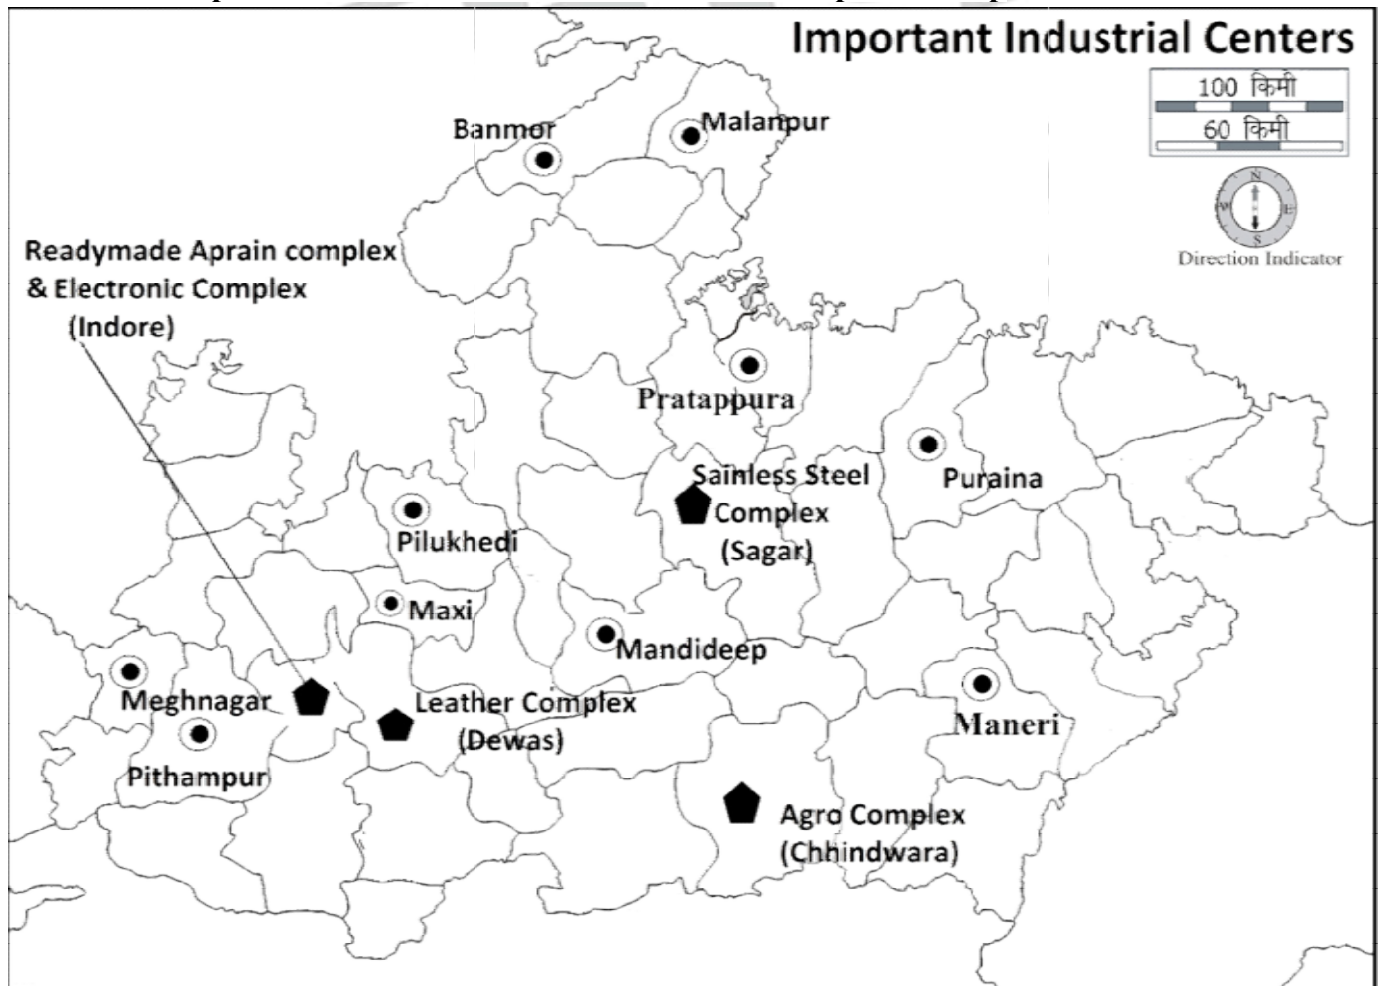 Important Industrial Centers
100 किमी
60 किमी
N
W
E
S
Direction Indicator
Banmor
Malanpur
Readymade Aprain complex
& Electronic Complex
(Indore)
Pratappura
Sainless Steel
Complex
(Sagar)
Puraina
Pilukhedi
Maxi
Mandideep
Meghnagar
Leather Complex
(Dewas)
Maneri
Pithampur
Agro Complex
(Chhindwara)